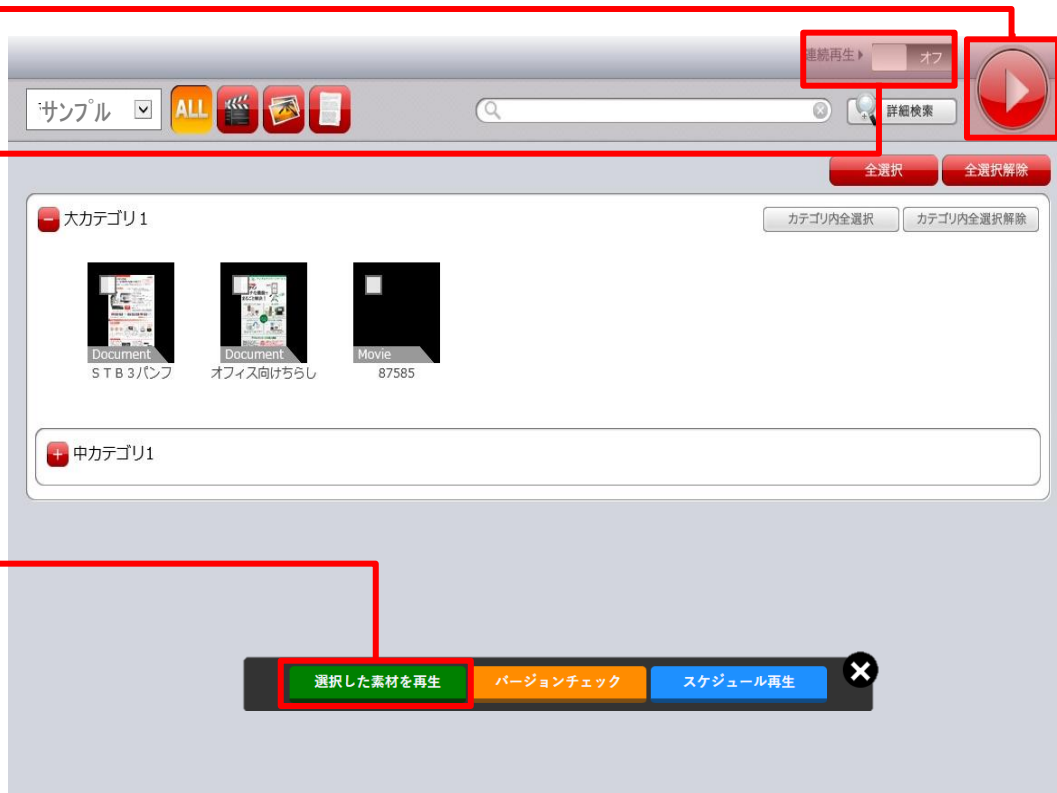 連続再生 オフ
サンプル ALL 詳細検索
全選択 全選択解除
大カテゴリ1 カテゴリ内全選択 カテゴリ内全選択解除
Document Document Movie
STB3パンフ オフィス向けちらし 87585
中カテゴリ1
選択した素材を再生 バージョンチェック スケジュール再生